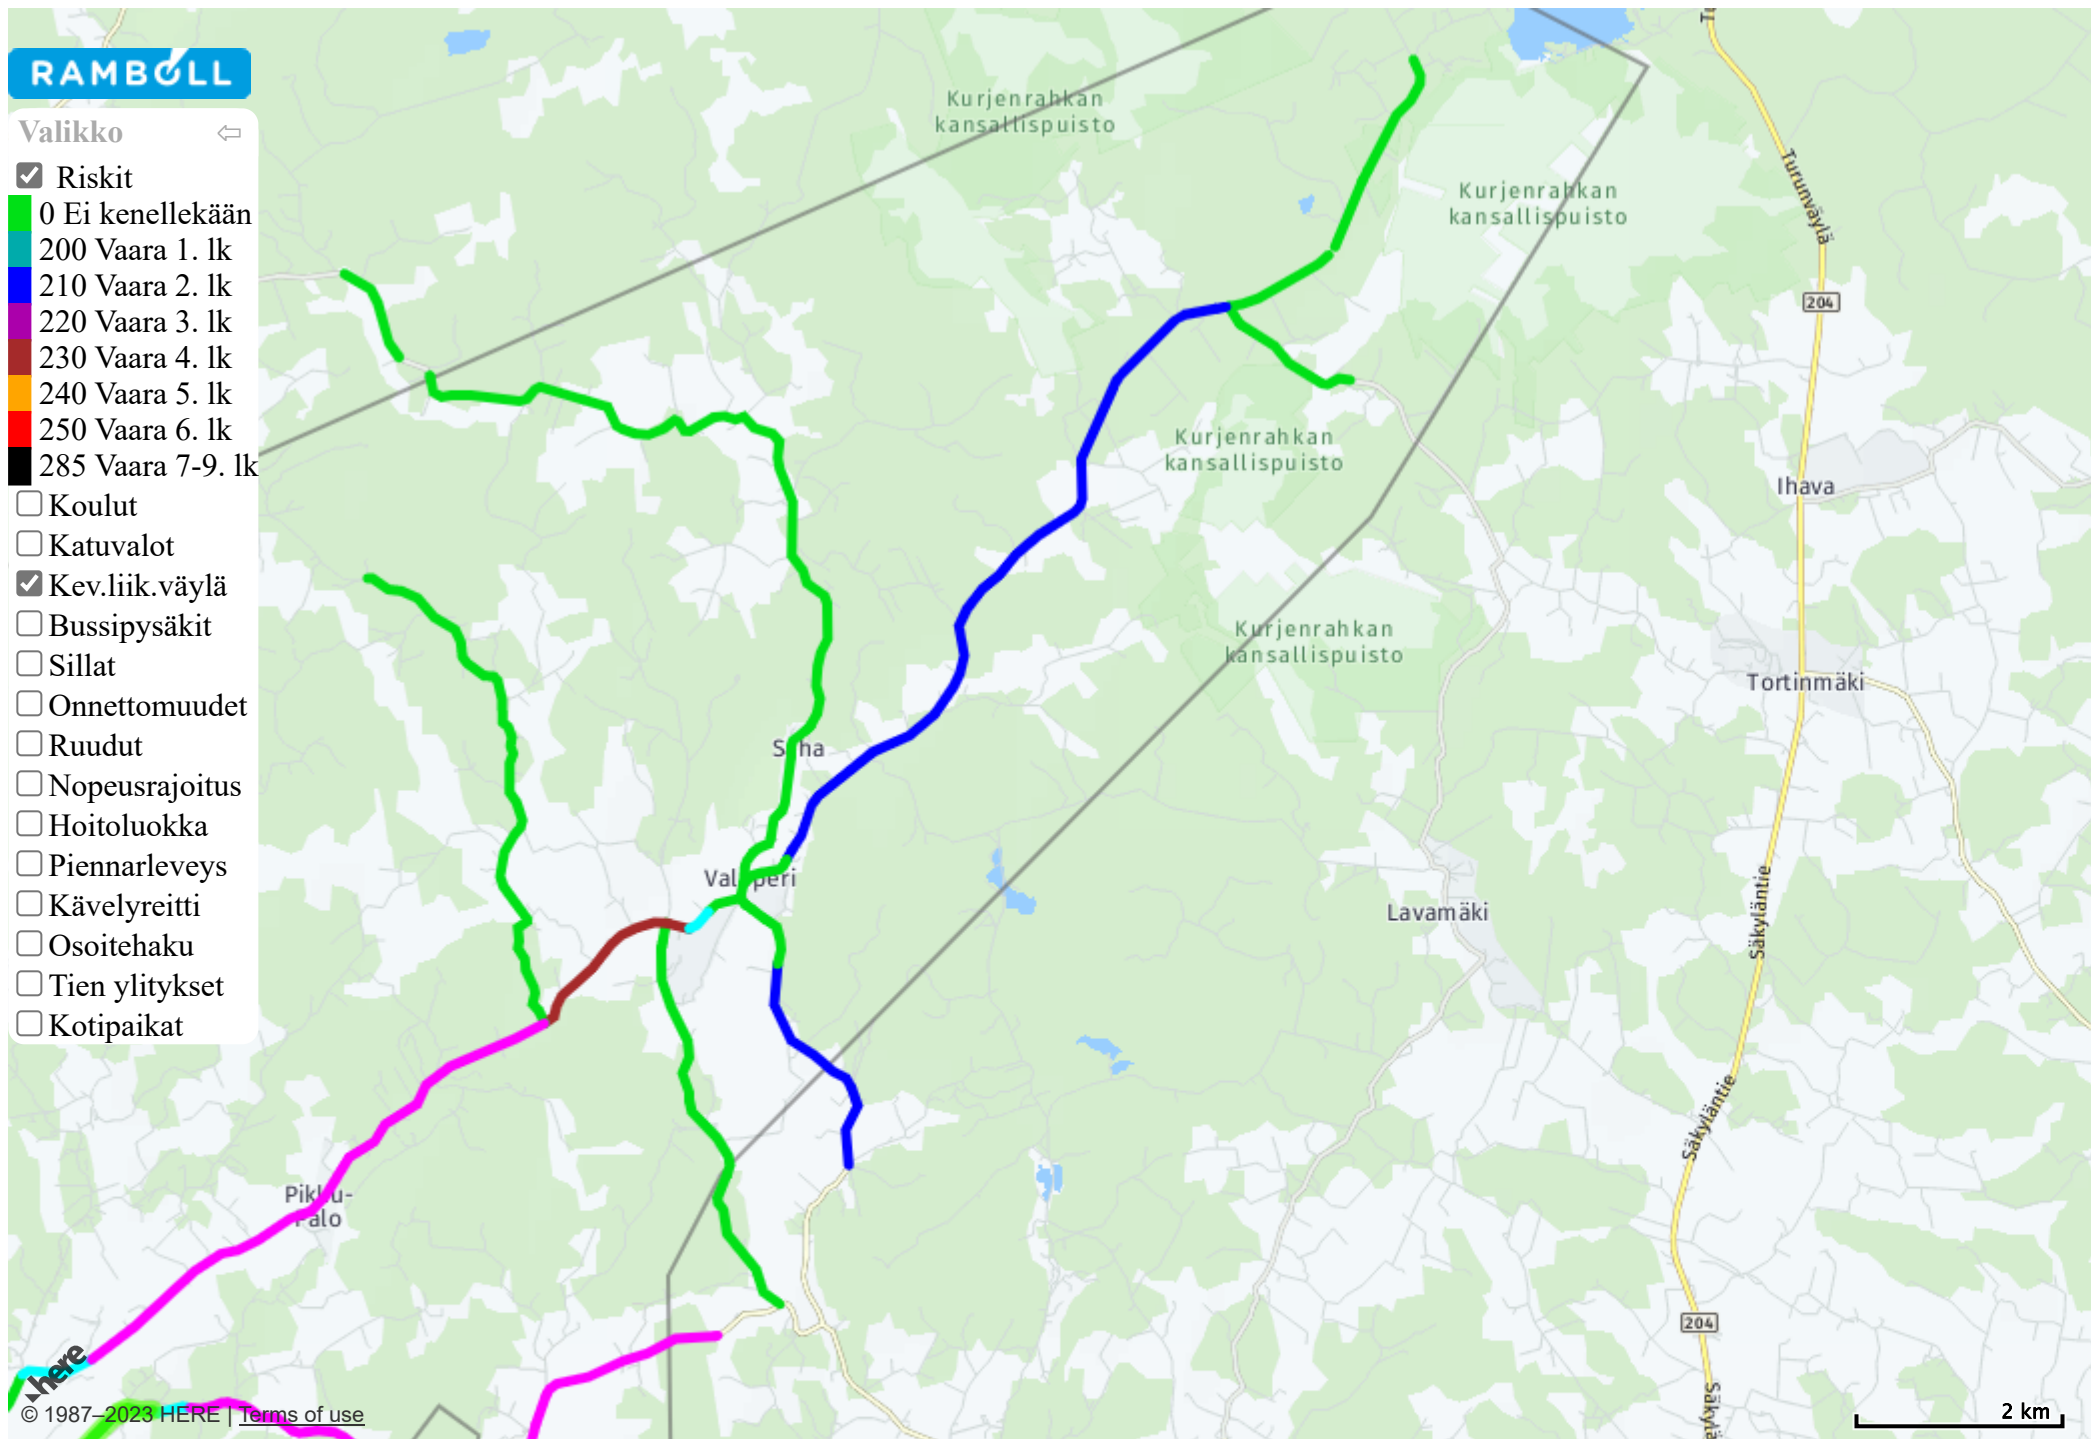 RAMBOLL
Valikko
Riskit
0 Ei kenellekään
200 Vaara 1. lk
210 Vaara 2. lk
220 Vaara 3. lk
230 Vaara 4. lk
240 Vaara 5. lk
250 Vaara 6. lk
285 Vaara 7-9. lk
Koulut
Katuvalot
Kev.liik.väylä
Bussipysäkit
Sillat
Onnettomuudet
Ruudut
Nopeusrajoitus
Hoitoluokka
Piennarleveys
Kävelyreitti
Osoitehaku
Tien ylitykset
Kotipaikat
Kurjenrahkan
kansallispuisto
Kurjenrahkan
kansallispuisto
Turunväylä
204
Kurjenrahkan
kansallispuisto
Ihava
Kurjenrahkan
kansallispuisto
Tortinmäki
Lavamäki
Säkyläntie
Säkyläntie
204
here
© 1987–2023 HERE | Terms of use
2 km